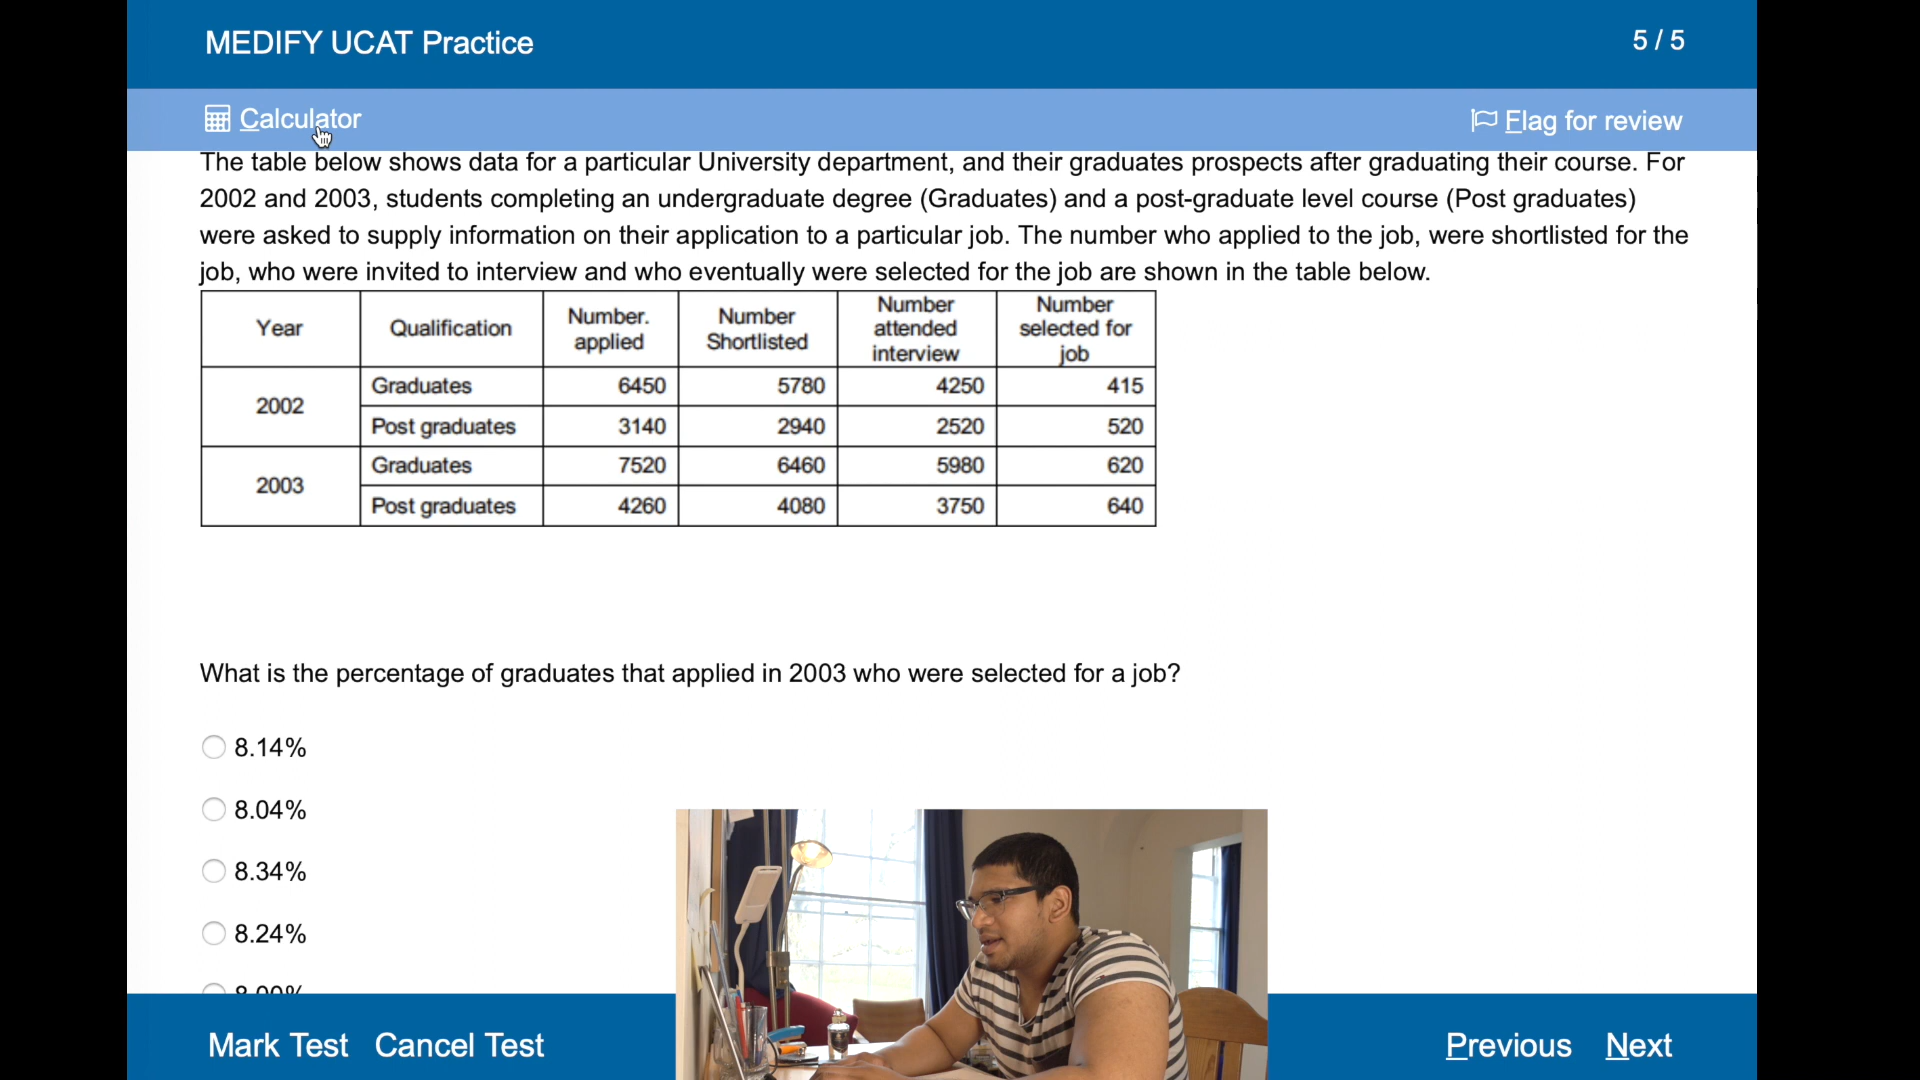 MEDIFY UCAT Practice
5 / 5
Calculator
Flag for review
The table below shows data for a particular University department, and their graduates prospects after graduating their course. For
2002 and 2003, students completing an undergraduate degree (Graduates) and a post-graduate level course (Post graduates)
were asked to supply information on their application to a particular job. The number who applied to the job, were shortlisted for the
job, who were invited to interview and who eventually were selected for the job are shown in the table below.
Year Qualification Number. applied Number Shortlisted Number attended interview Number selected for job
2002 Graduates 6450 5780 4250 415
Post graduates 3140 2940 2520 520
2003 Graduates 7520 6460 5980 620
Post graduates 4260 4080 3750 640
What is the percentage of graduates that applied in 2003 who were selected for a job?
8.14%
8.04%
8.34%
8.24%
Mark Test
Cancel Test
Previous
Next